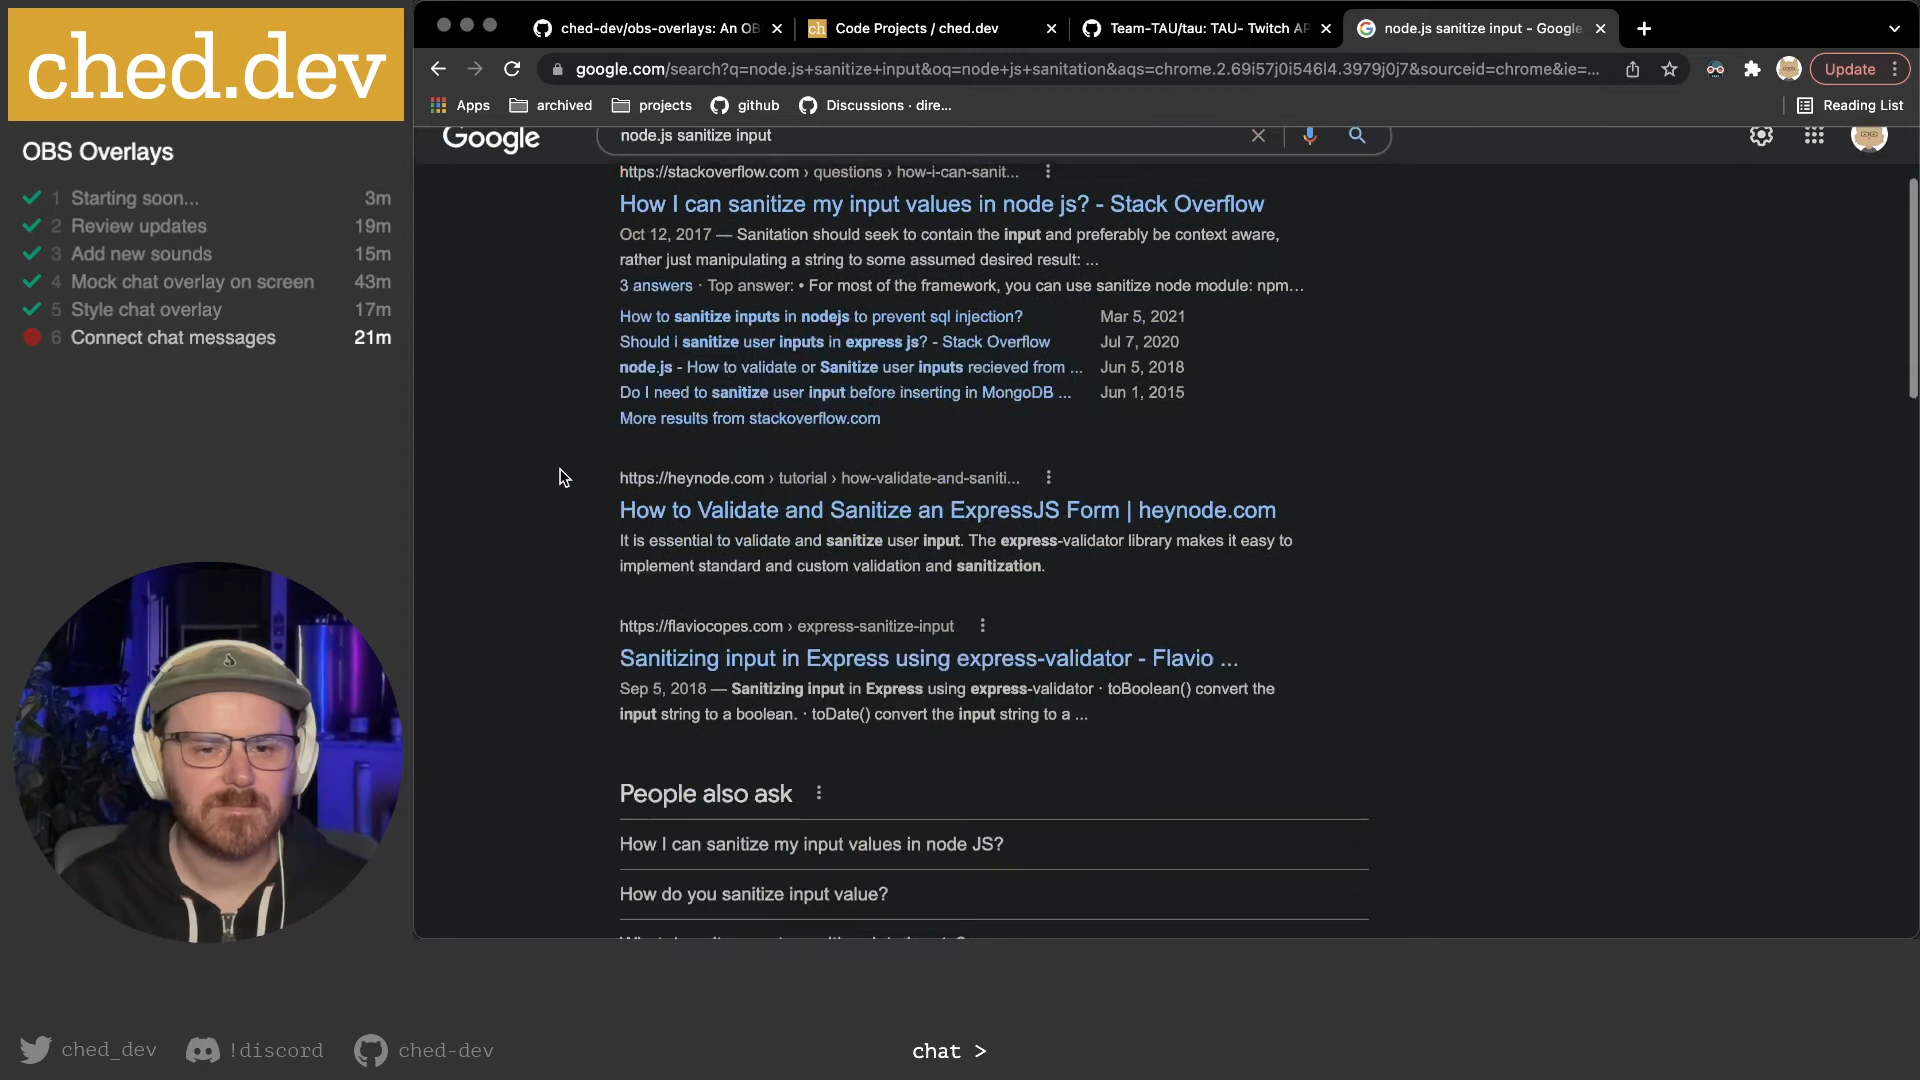 ched.dev
OBS Overlays
1 Starting soon... 3m
2 Review updates 19m
3 Add new sounds 15m
4 Mock chat overlay on screen 43m
5 Style chat overlay 17m
6 Connect chat messages 21m
ched-dev/obs-overlays: An OB
ch Code Projects / ched.dev
Team-TAU/tau: TAU- Twitch AP
node.js sanitize input - Google
google.com/search?q=node.js+sanitize+input&oq=node+js+sanitation&aqs=chrome.2.69i57j0i546l4.3979j0j7&sourceid=chrome&ie=...
Update
Apps
archived
projects
github
Discussions · dire...
Reading List
Google
node.js sanitize input
https://stackoverflow.com › questions › how-i-can-sanit...
How I can sanitize my input values in node js? - Stack Overflow
Oct 12, 2017 — Sanitation should seek to contain the input and preferably be context aware,
rather just manipulating a string to some assumed desired result: ...
3 answers · Top answer: • For most of the framework, you can use sanitize node module: npm...
How to sanitize inputs in nodejs to prevent sql injection? Mar 5, 2021
Should i sanitize user inputs in express js? - Stack Overflow Jul 7, 2020
node.js - How to validate or Sanitize user inputs recieved from ... Jun 5, 2018
Do I need to sanitize user input before inserting in MongoDB ... Jun 1, 2015
More results from stackoverflow.com
https://heynode.com › tutorial › how-validate-and-saniti...
How to Validate and Sanitize an ExpressJS Form | heynode.com
It is essential to validate and sanitize user input. The express-validator library makes it easy to
implement standard and custom validation and sanitization.
https://flaviocopes.com › express-sanitize-input
Sanitizing input in Express using express-validator - Flavio ...
Sep 5, 2018 — Sanitizing input in Express using express-validator · toBoolean() convert the
input string to a boolean. · toDate() convert the input string to a ...
People also ask
How I can sanitize my input values in node JS?
How do you sanitize input value?
ched_dev
!discord
ched-dev
chat >